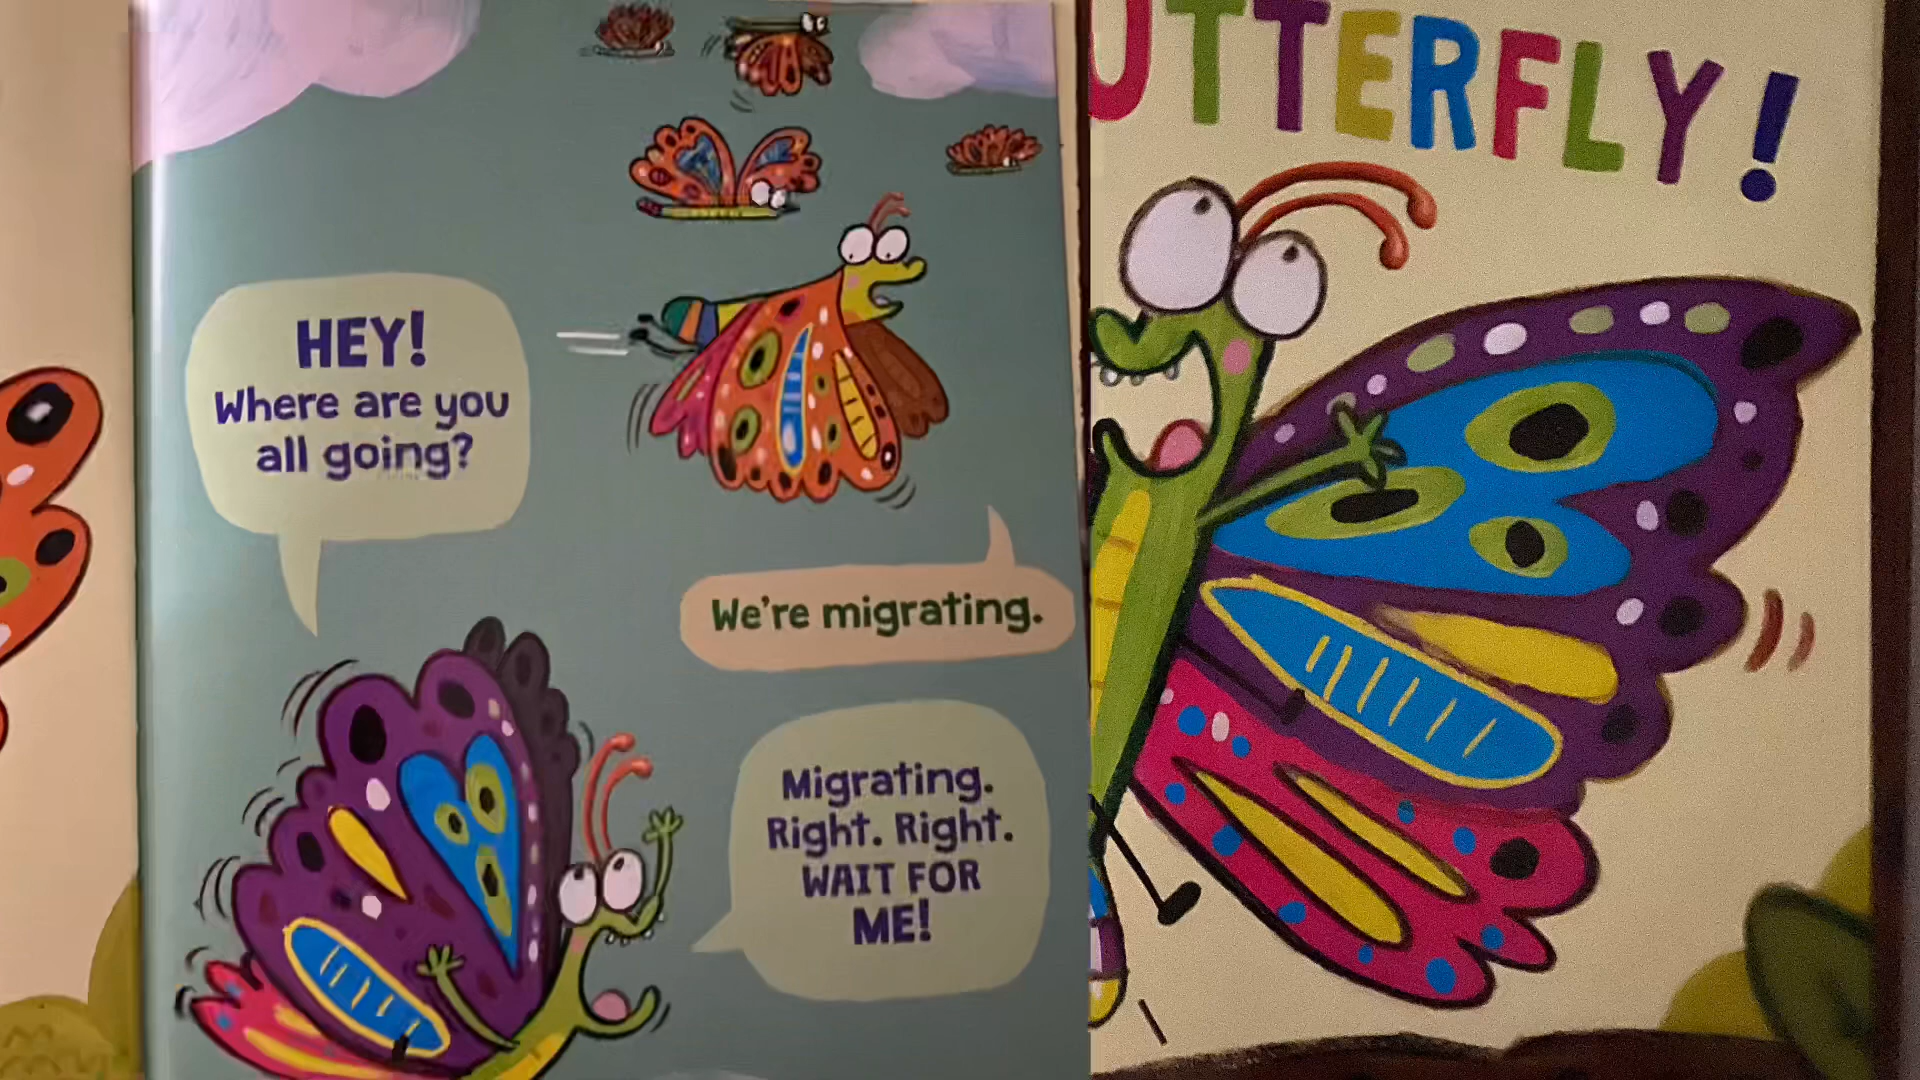 HEY!
Where are you
all going?
We're migrating.
Migrating.
Right. Right.
WAIT FOR
ME!
UTTERFLY!